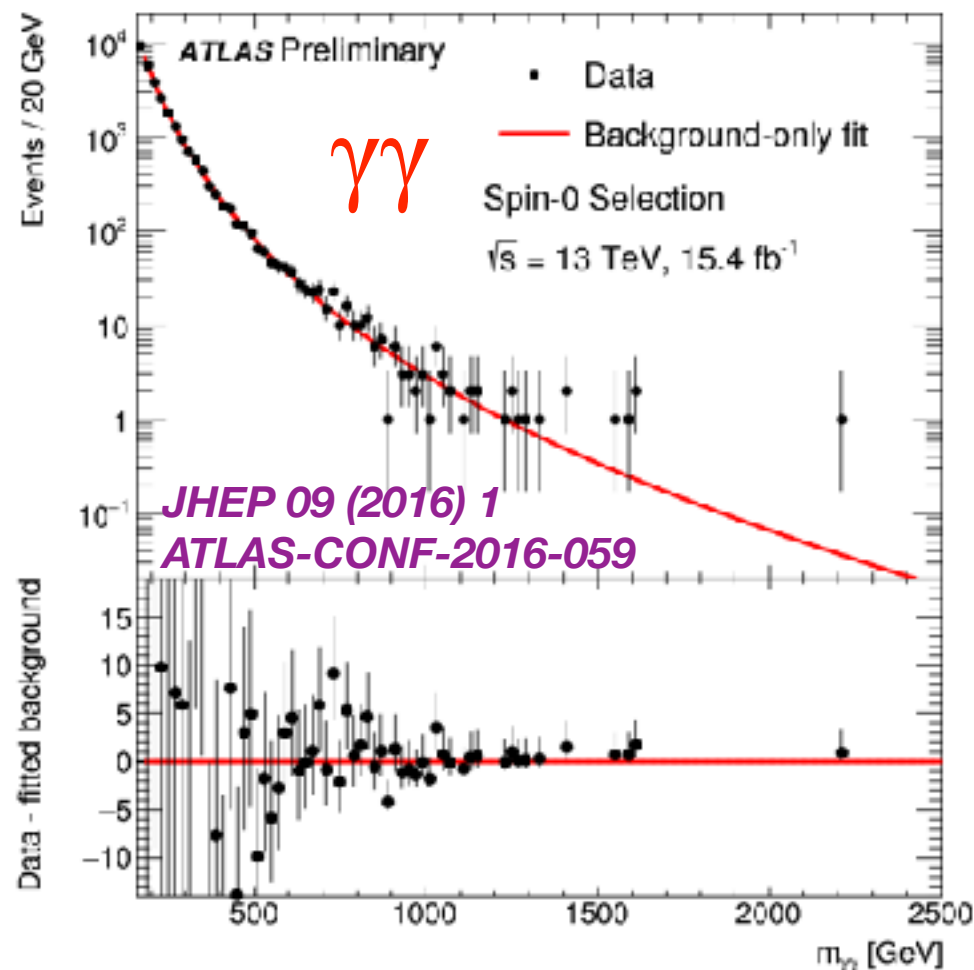 Events / 20 GeV
10⁴
10³
10²
10
1
10⁻¹
ATLAS Preliminary
Data
Background-only fit
γγ
Spin-0 Selection
√s = 13 TeV, 15.4 fb⁻¹
JHEP 09 (2016) 1
ATLAS-CONF-2016-059
Data - fitted background
15
10
5
0
−5
−10
500 1000 1500 2000 2500
m_γγ [GeV]